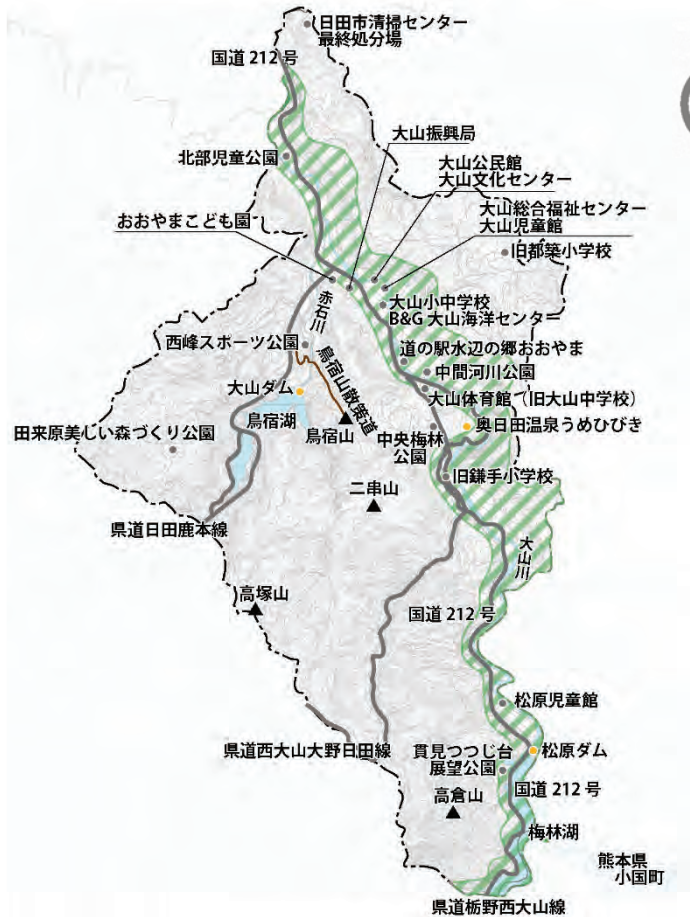 日田市清掃センター
最終処分場
国道 212 号
大山振興局
北部児童公園
大山公民館
大山文化センター
大山総合福祉センター
大山児童館
おおやまこども園
旧都築小学校
赤石川
大山小中学校
B&G 大山海洋センター
西峰スポーツ公園
道の駅水辺の郷おおやま
鳥宿山散策道
中間河川公園
大山ダム
大山体育館（旧大山中学校）
鳥宿湖
鳥宿山
中央梅林
公園
奥日田温泉うめひびき
田来原美しい森づくり公園
旧鎌手小学校
二串山
県道日田鹿本線
大山川
高塚山
国道 212 号
松原児童館
県道西大山大野日田線
貫見つつじ台
展望公園
松原ダム
国道 212 号
高倉山
梅林湖
熊本県
小国町
県道栃野西大山線